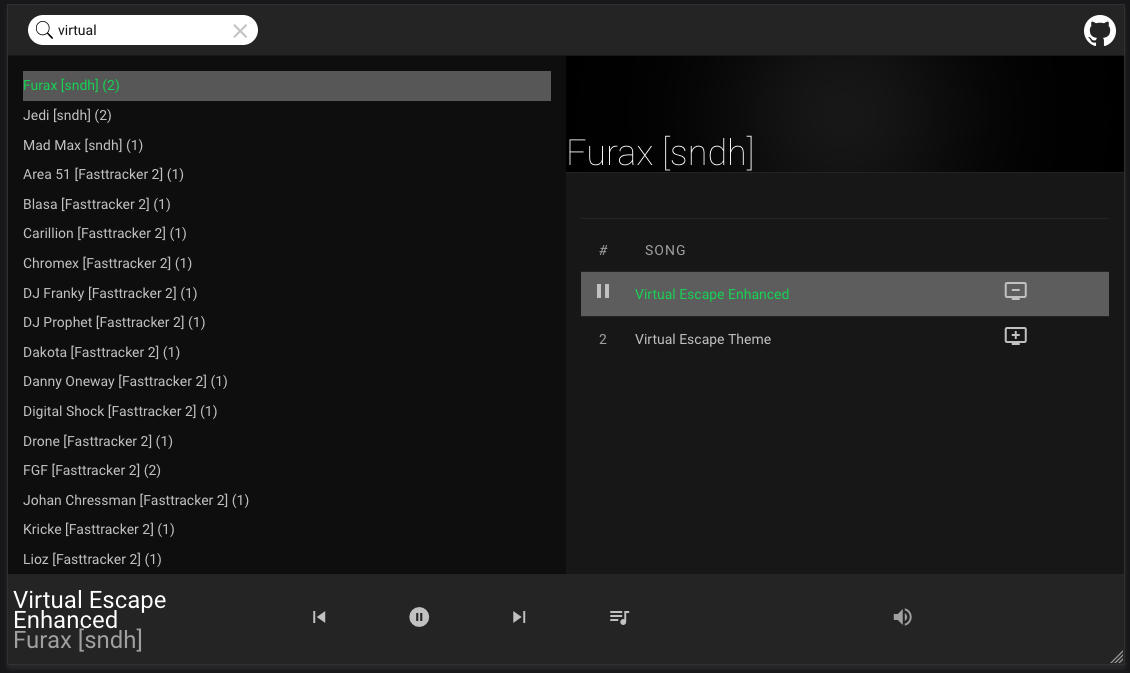 virtual
Furax [sndh] (2)
Jedi [sndh] (2)
Mad Max [sndh] (1)
Area 51 [Fasttracker 2] (1)
Blasa [Fasttracker 2] (1)
Carillion [Fasttracker 2] (1)
Chromex [Fasttracker 2] (1)
DJ Franky [Fasttracker 2] (1)
DJ Prophet [Fasttracker 2] (1)
Dakota [Fasttracker 2] (1)
Danny Oneway [Fasttracker 2] (1)
Digital Shock [Fasttracker 2] (1)
Drone [Fasttracker 2] (1)
FGF [Fasttracker 2] (2)
Johan Chressman [Fasttracker 2] (1)
Kricke [Fasttracker 2] (1)
Lioz [Fasttracker 2] (1)
Furax [sndh]
# SONG
Virtual Escape Enhanced
2 Virtual Escape Theme
Virtual Escape
Enhanced
Furax [sndh]